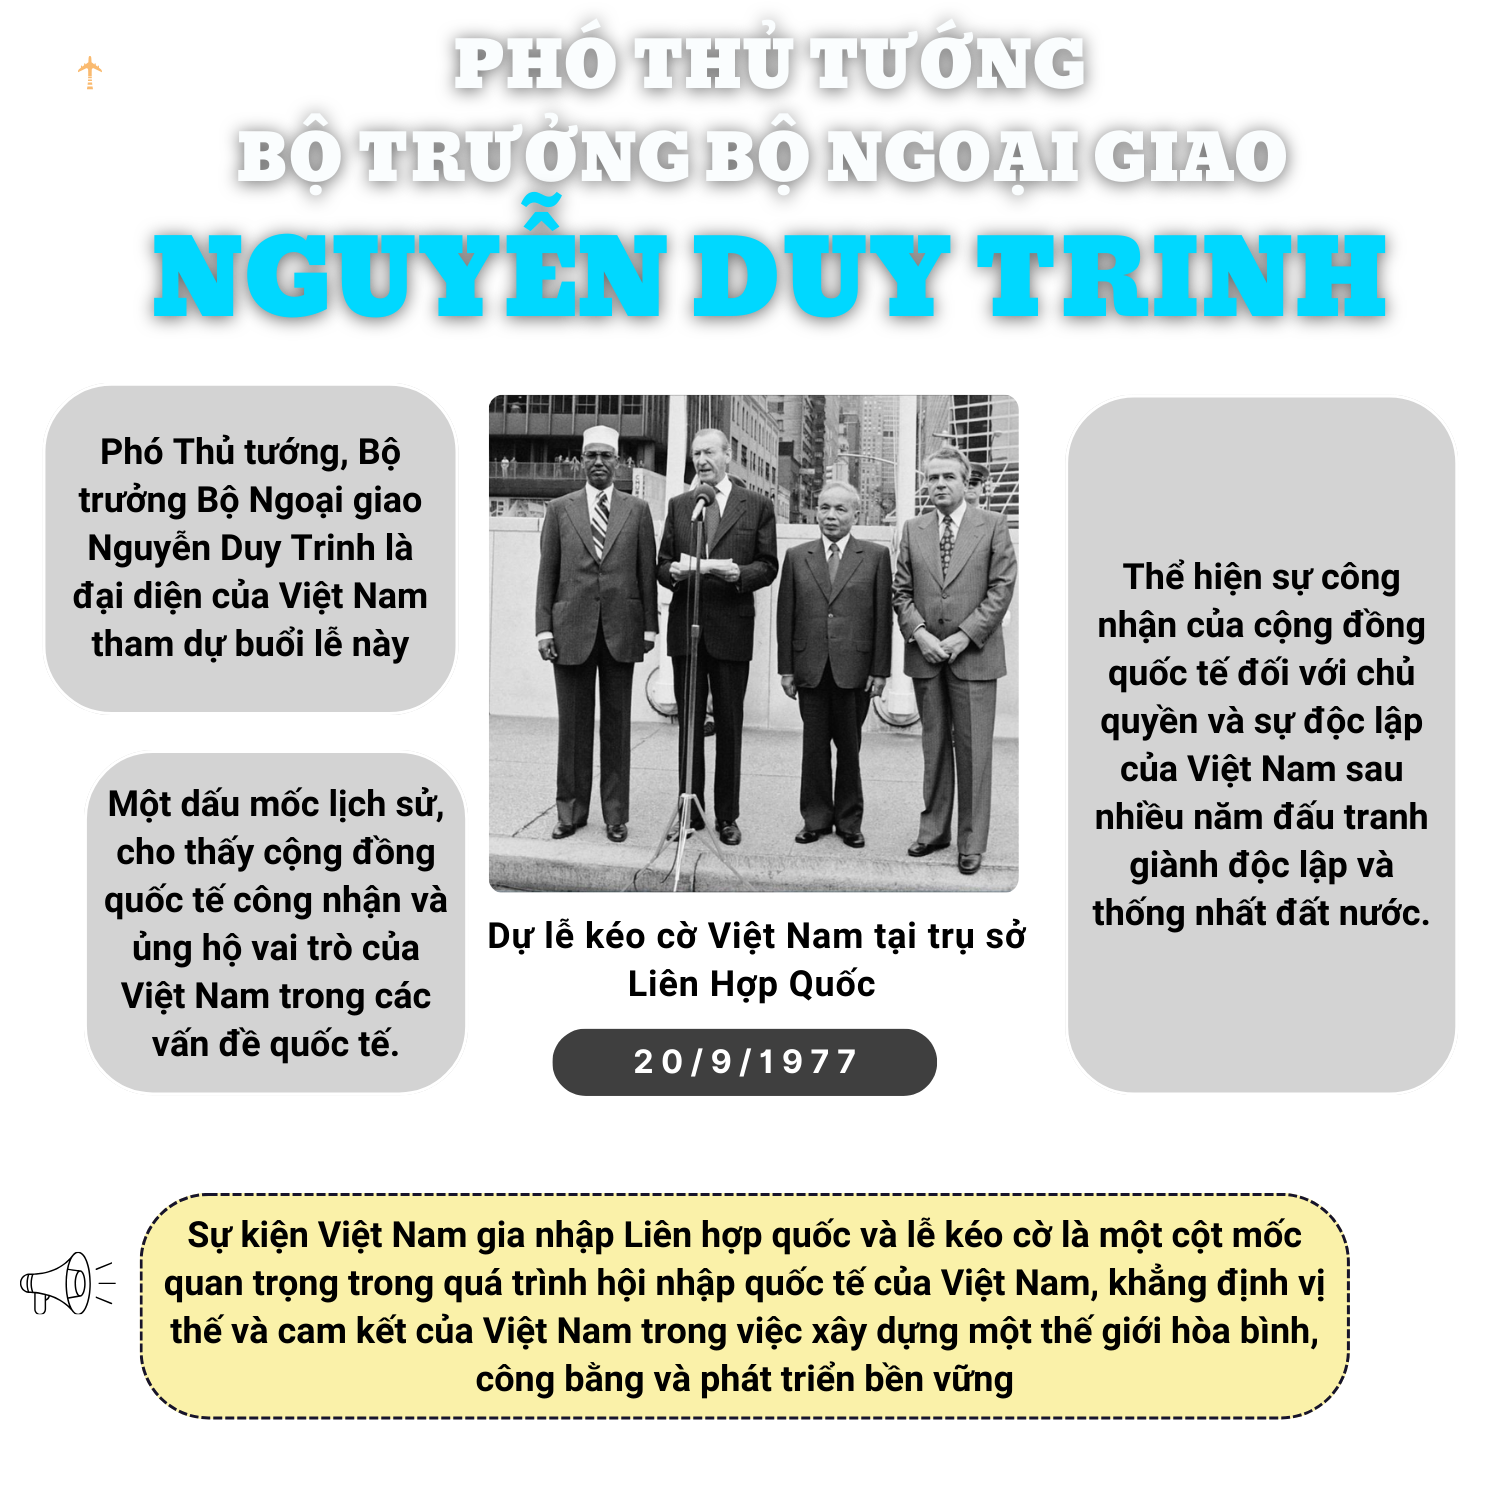 PHÓ THỦ TƯỚNG
BỘ TRƯỞNG BỘ NGOẠI GIAO
NGUYỄN DUY TRINH
Phó Thủ tướng, Bộ
trưởng Bộ Ngoại giao
Nguyễn Duy Trinh là
đại diện của Việt Nam
tham dự buổi lễ này
Một dấu mốc lịch sử,
cho thấy cộng đồng
quốc tế công nhận và
ủng hộ vai trò của
Việt Nam trong các
vấn đề quốc tế.
Dự lễ kéo cờ Việt Nam tại trụ sở
Liên Hợp Quốc
20/9/1977
Thể hiện sự công
nhận của cộng đồng
quốc tế đối với chủ
quyền và sự độc lập
của Việt Nam sau
nhiều năm đấu tranh
giành độc lập và
thống nhất đất nước.
Sự kiện Việt Nam gia nhập Liên hợp quốc và lễ kéo cờ là một cột mốc
quan trọng trong quá trình hội nhập quốc tế của Việt Nam, khẳng định vị
thế và cam kết của Việt Nam trong việc xây dựng một thế giới hòa bình,
công bằng và phát triển bền vững